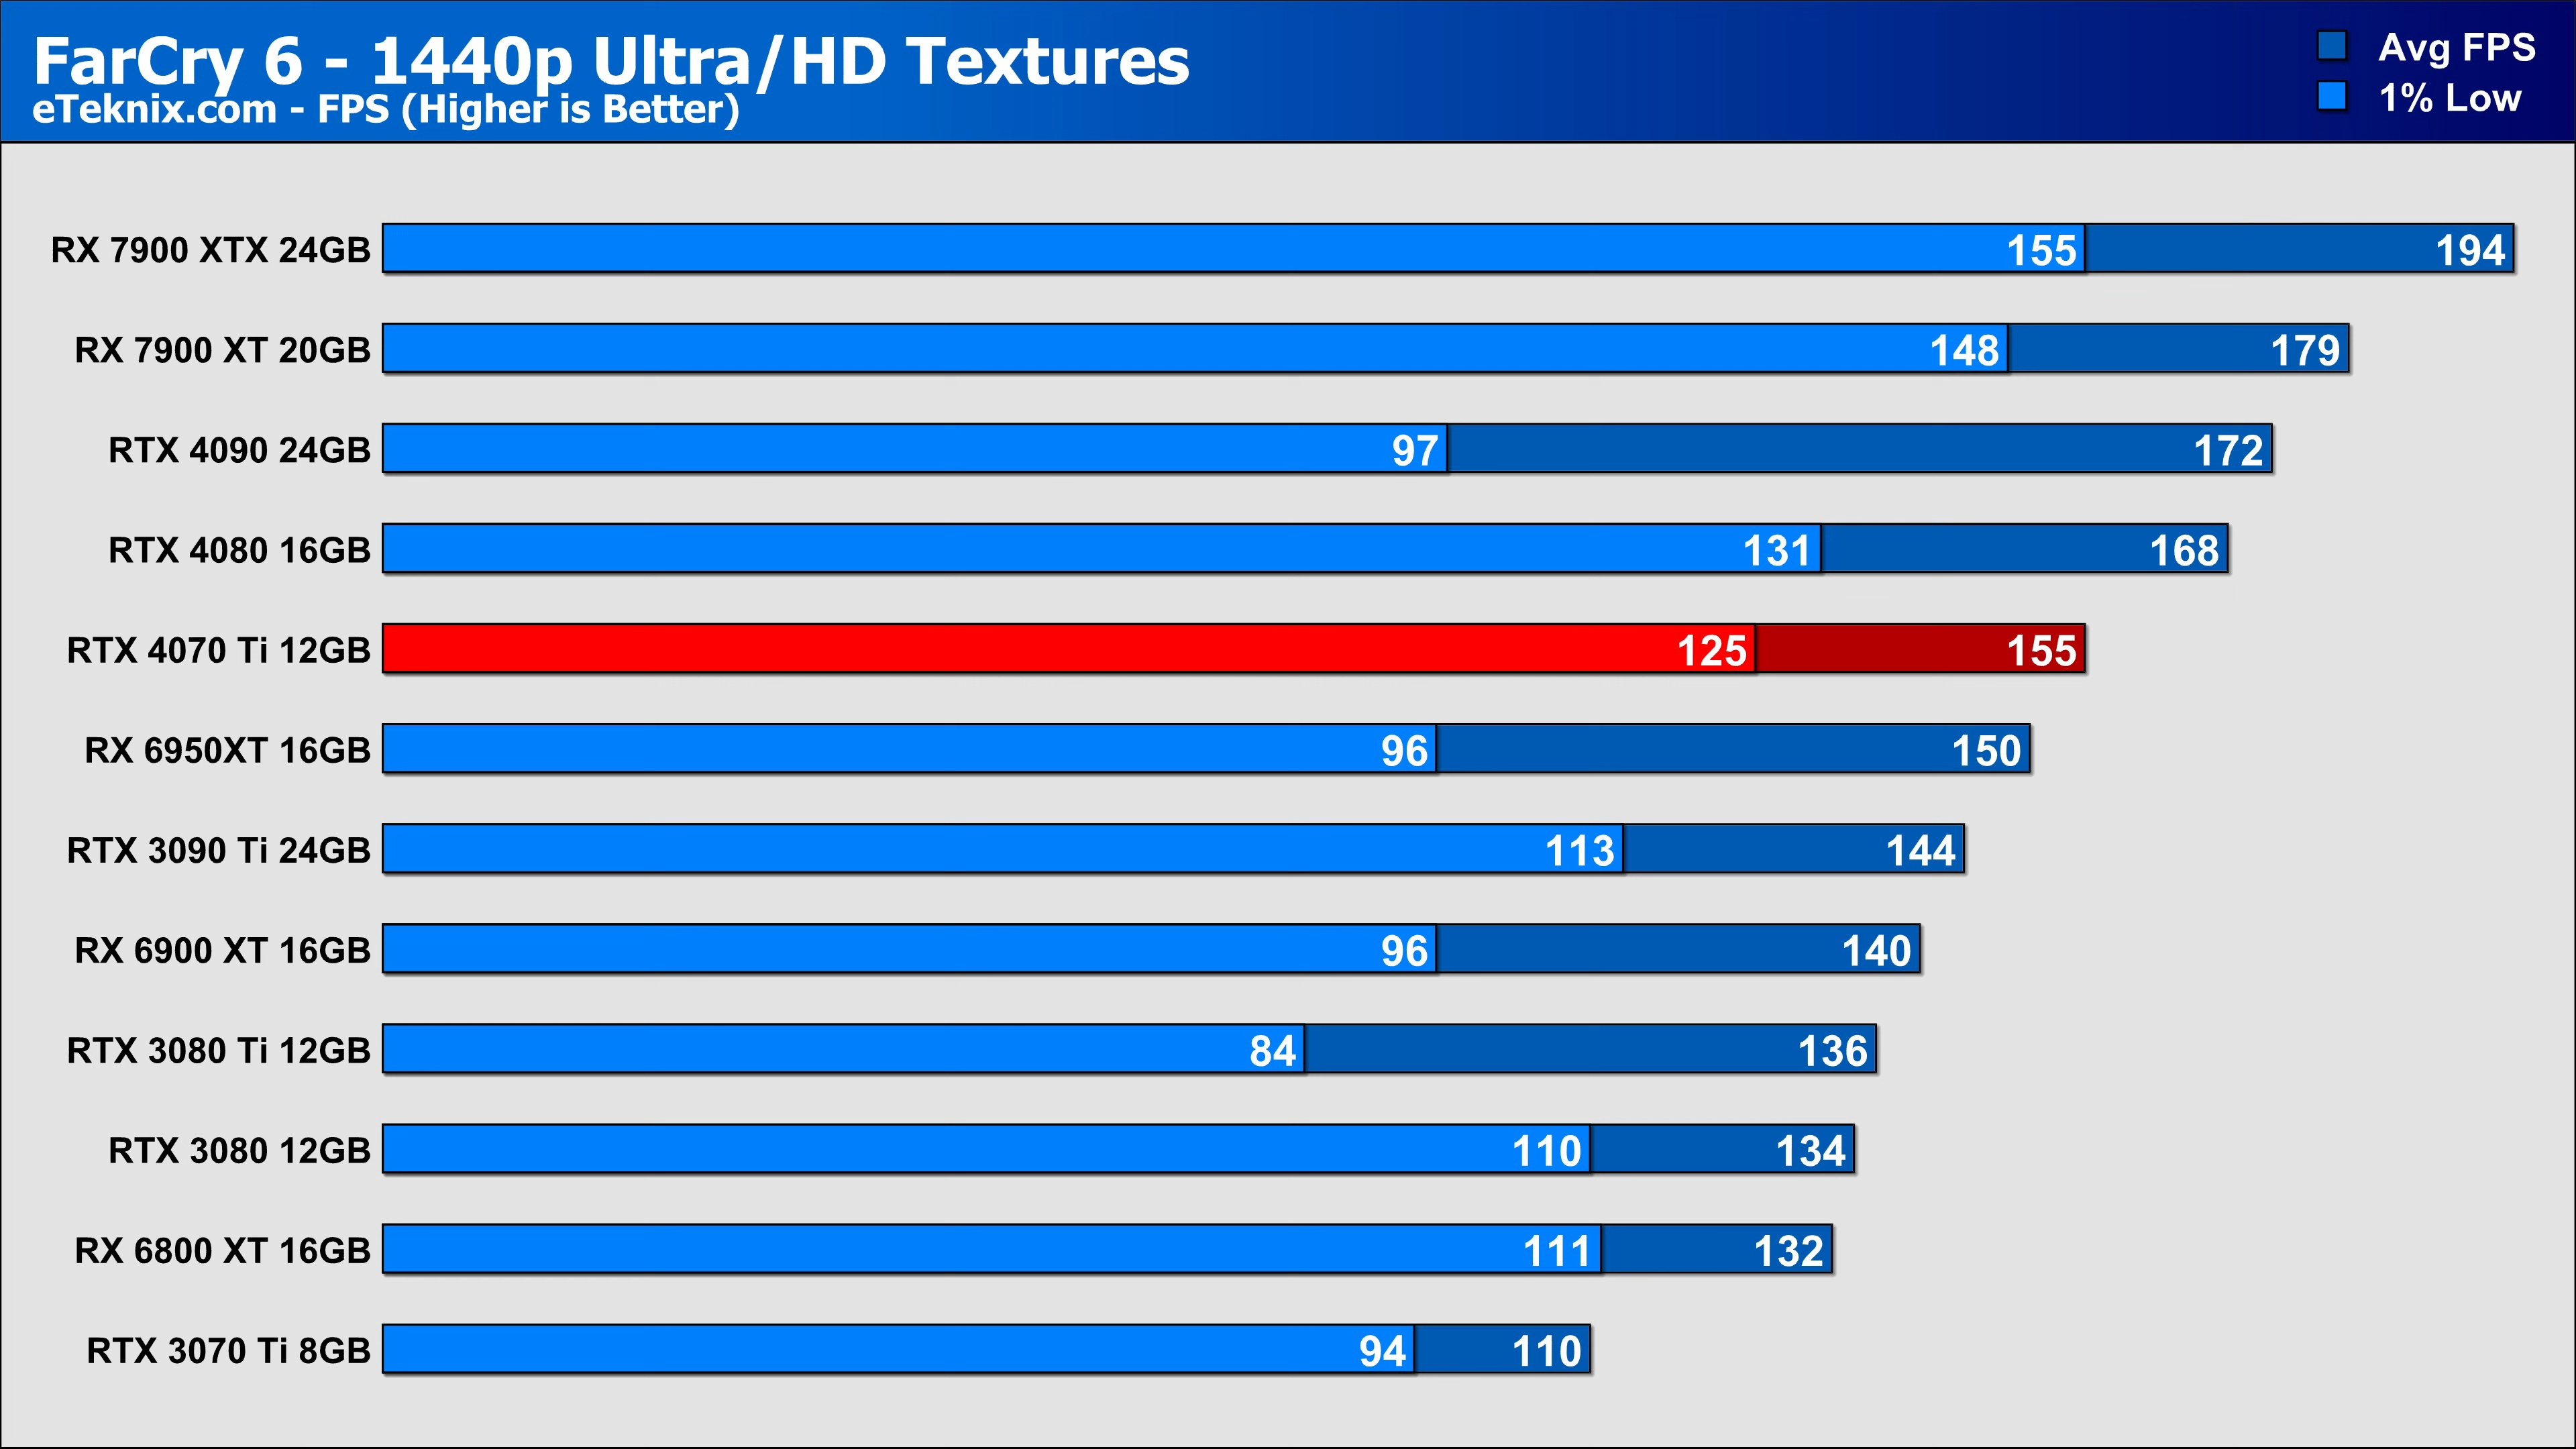 FarCry 6 - 1440p Ultra/HD Textures
eTeknix.com - FPS (Higher is Better)
Avg FPS
1% Low
RX 7900 XTX 24GB 155 194
RX 7900 XT 20GB 148 179
RTX 4090 24GB 97 172
RTX 4080 16GB 131 168
RTX 4070 Ti 12GB 125 155
RX 6950XT 16GB 96 150
RTX 3090 Ti 24GB 113 144
RX 6900 XT 16GB 96 140
RTX 3080 Ti 12GB 84 136
RTX 3080 12GB 110 134
RX 6800 XT 16GB 111 132
RTX 3070 Ti 8GB 94 110